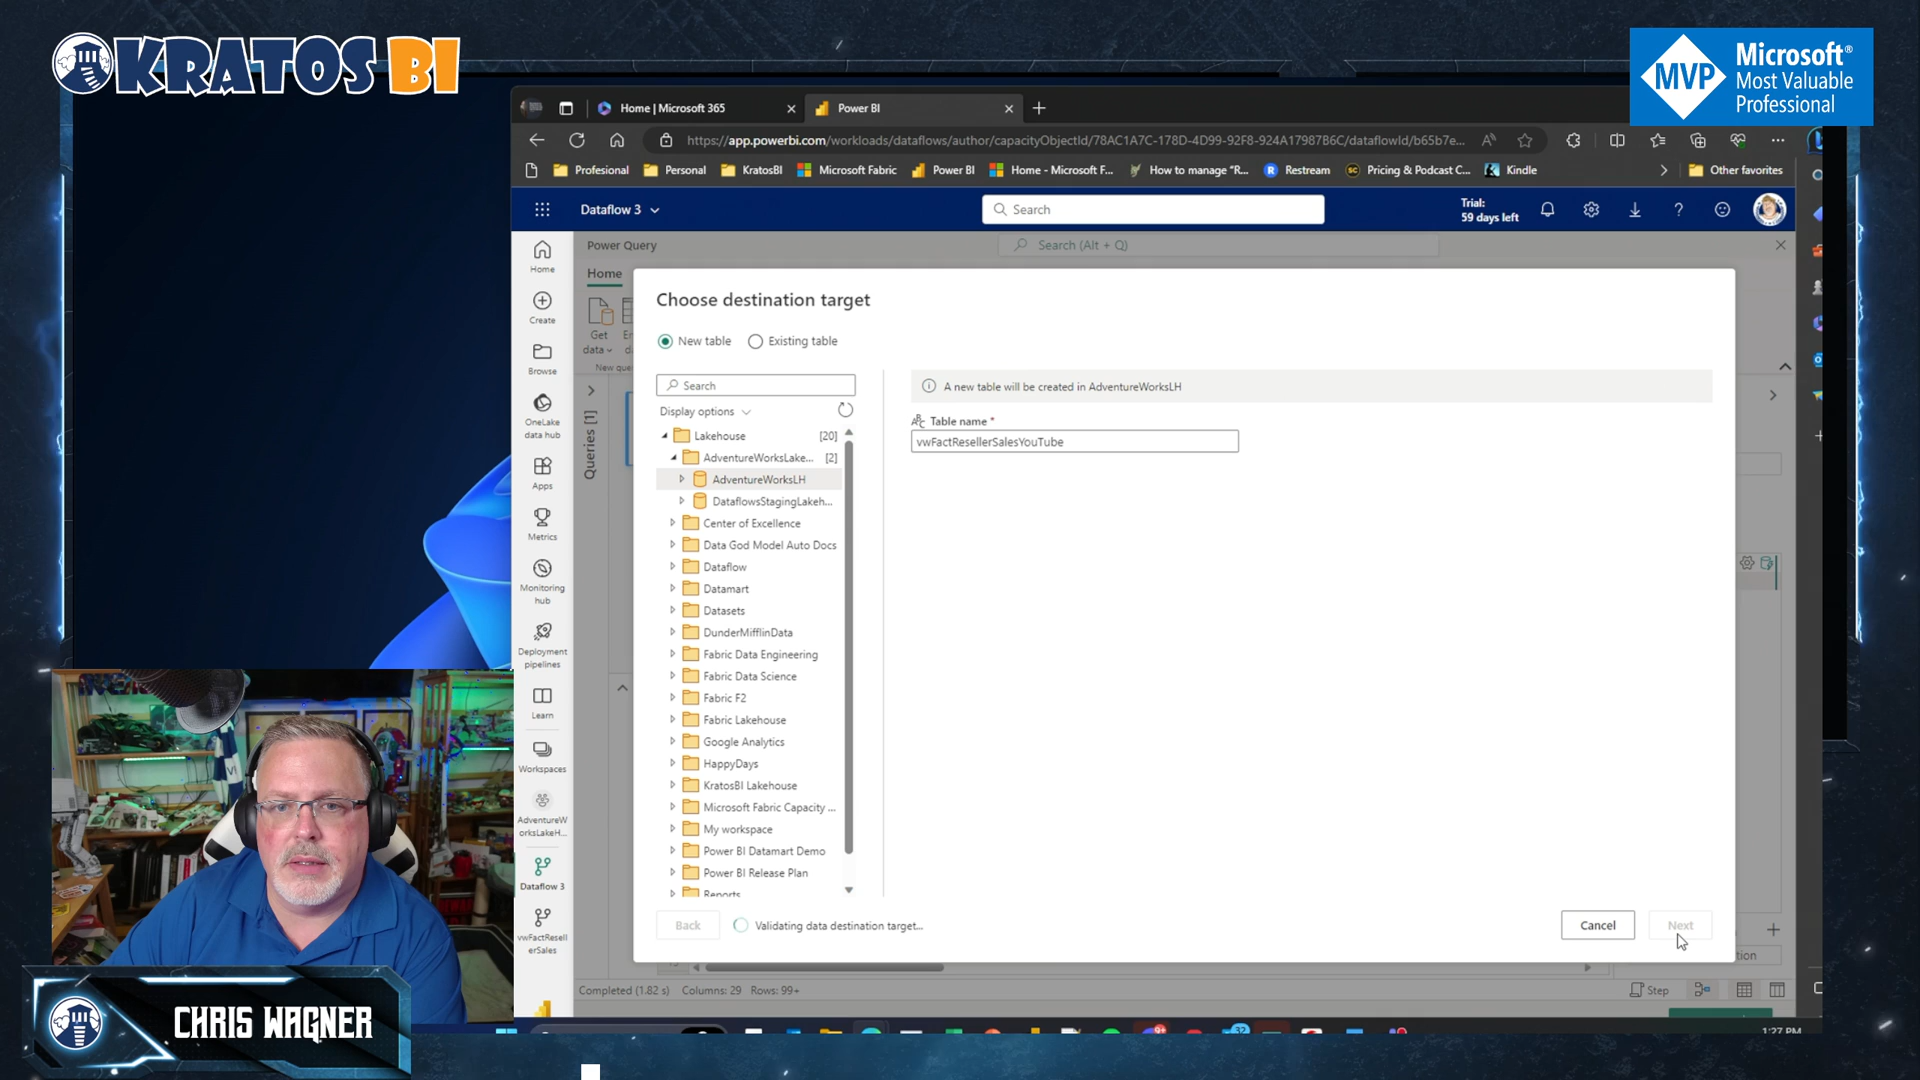 KRATOS BI
MVP
Microsoft®
Most Valuable
Professional
Home | Microsoft 365
Power BI
https://app.powerbi.com/workloads/dataflows/author/capacityObjectId/78AC1A7C-178D-4D99-92F8-924A17987B6C/dataflowId/b65b7e...
Profesional
Personal
KratosBI
Microsoft Fabric
Power BI
Home - Microsoft F...
How to manage "R...
Restream
Pricing & Podcast C...
Kindle
Other favorites
Dataflow 3
Search
Trial:
59 days left
Power Query
Search (Alt + Q)
Home
Home
Create
Browse
OneLake
data hub
Apps
Metrics
Monitoring
hub
Deployment
pipelines
Learn
Workspaces
AdventureW
orksLakeH...
Dataflow 3
vwFactResell
erSales
Get
data
New que
Queries [1]
Choose destination target
New table
Existing table
Search
Display options
Lakehouse [20]
AdventureWorksLake... [2]
AdventureWorksLH
DataflowsStagingLakeh...
Center of Excellence
Data God Model Auto Docs
Dataflow
Datamart
Datasets
DunderMifflinData
Fabric Data Engineering
Fabric Data Science
Fabric F2
Fabric Lakehouse
Google Analytics
HappyDays
KratosBI Lakehouse
Microsoft Fabric Capacity ...
My workspace
Power BI Datamart Demo
Power BI Release Plan
Reports
A new table will be created in AdventureWorksLH
Table name *
vwFactResellerSalesYouTube
Back
Validating data destination target...
Cancel
Next
tion
Completed (1.82 s)
Columns: 29
Rows: 99+
Step
1:27 PM
CHRIS WAGNER